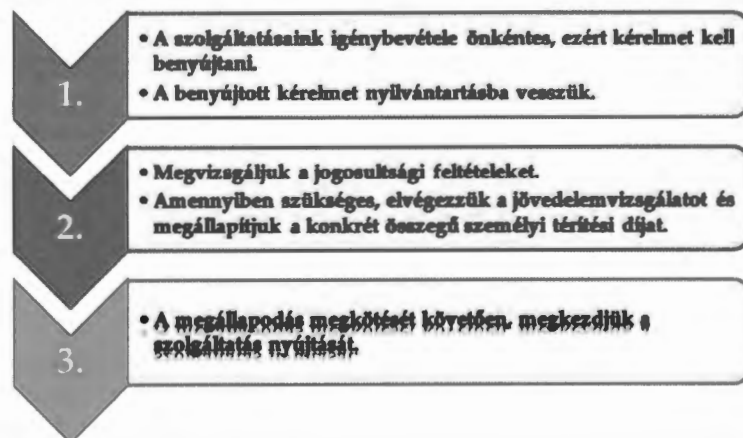 1.
• A szolgáltatásaink igénybevétele önkéntes, ezért kérelmet kell
benyújtani.
• A benyújtott kérelmet nyilvántartásba vesszük.
2.
• Megvizsgáljuk a jogosultsági feltételeket.
• Amennyiben szükséges, elvégezzük a jövedelemvizsgálatot és
megállapítjuk a konkrét összegű személyi térítési díjat.
3.
• A megállapodás megkötését követően, megkezdjük a
szolgáltatás nyújtását.